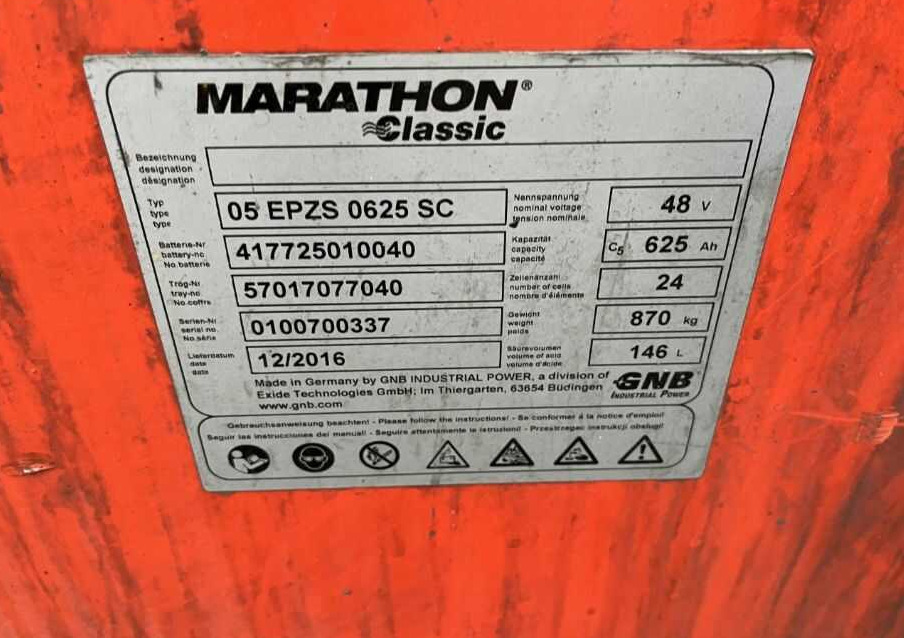 MARATHON®
Classic
Bezeichnung
designation
désignation
Typ
type
type
05 EPZS 0625 SC
Nennspannung
nominal voltage
tension nominale
48 V
Batterie-Nr
battery-no
No.batterie
417725010040
Kapazität
capacity
capacité
C5 625 Ah
Trog-Nr
tray-no
No.coffre
57017077040
Zellenanzahl
number of cells
nombre d'éléments
24
Serien-Nr
serial no.
No.série
0100700337
Gewicht
weight
poids
870 kg
Lieferdatum
date
date
12/2016
Säurevolumen
volume of acid
volume d'acide
146 L
Made in Germany by GNB INDUSTRIAL POWER, a division of
Exide Technologies GmbH; Im Thiergarten, 63654 Büdingen
www.gnb.com
GNB®
INDUSTRIAL POWER
Gebrauchsanweisung beachten! - Please follow the instructions! - Se conformer á la notice d'emploi!
Seguir las instrucciones del manual! - Seguire attentamente le istruzioni! - Przestrzegac instrukcji obslugi!